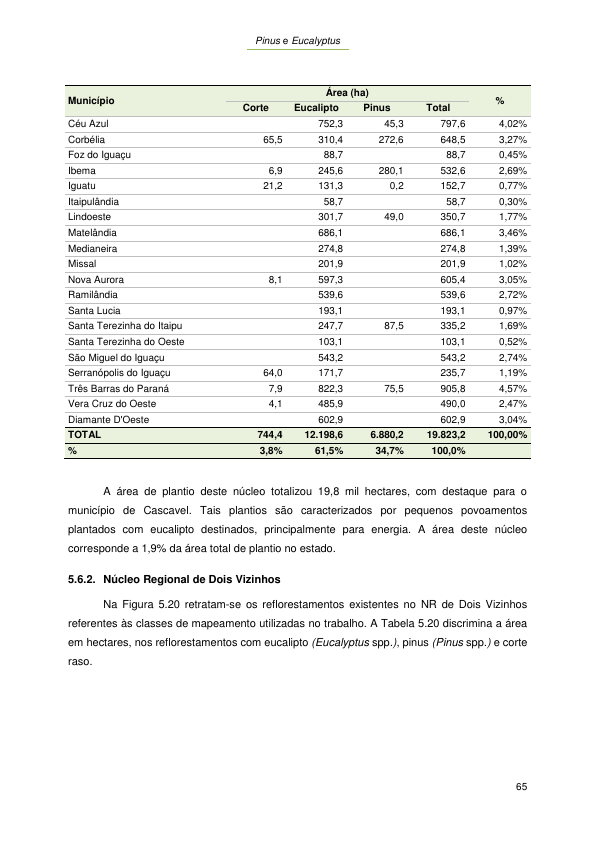 Pinus e Eucalyptus
Município Área (ha) %
Corte Eucalipto Pinus Total
Céu Azul 752,3 45,3 797,6 4,02%
Corbélia 65,5 310,4 272,6 648,5 3,27%
Foz do Iguaçu 88,7 88,7 0,45%
Ibema 6,9 245,6 280,1 532,6 2,69%
Iguatu 21,2 131,3 0,2 152,7 0,77%
Itaipulândia 58,7 58,7 0,30%
Lindoeste 301,7 49,0 350,7 1,77%
Matelândia 686,1 686,1 3,46%
Medianeira 274,8 274,8 1,39%
Missal 201,9 201,9 1,02%
Nova Aurora 8,1 597,3 605,4 3,05%
Ramilândia 539,6 539,6 2,72%
Santa Lucia 193,1 193,1 0,97%
Santa Terezinha do Itaipu 247,7 87,5 335,2 1,69%
Santa Terezinha do Oeste 103,1 103,1 0,52%
São Miguel do Iguaçu 543,2 543,2 2,74%
Serranópolis do Iguaçu 64,0 171,7 235,7 1,19%
Três Barras do Paraná 7,9 822,3 75,5 905,8 4,57%
Vera Cruz do Oeste 4,1 485,9 490,0 2,47%
Diamante D'Oeste 602,9 602,9 3,04%
TOTAL 744,4 12.198,6 6.880,2 19.823,2 100,00%
% 3,8% 61,5% 34,7% 100,0%
A área de plantio deste núcleo totalizou 19,8 mil hectares, com destaque para o
município de Cascavel. Tais plantios são caracterizados por pequenos povoamentos
plantados com eucalipto destinados, principalmente para energia. A área deste núcleo
corresponde a 1,9% da área total de plantio no estado.
5.6.2. Núcleo Regional de Dois Vizinhos
Na Figura 5.20 retratam-se os reflorestamentos existentes no NR de Dois Vizinhos
referentes às classes de mapeamento utilizadas no trabalho. A Tabela 5.20 discrimina a área
em hectares, nos reflorestamentos com eucalipto (Eucalyptus spp.), pinus (Pinus spp.) e corte
raso.
65